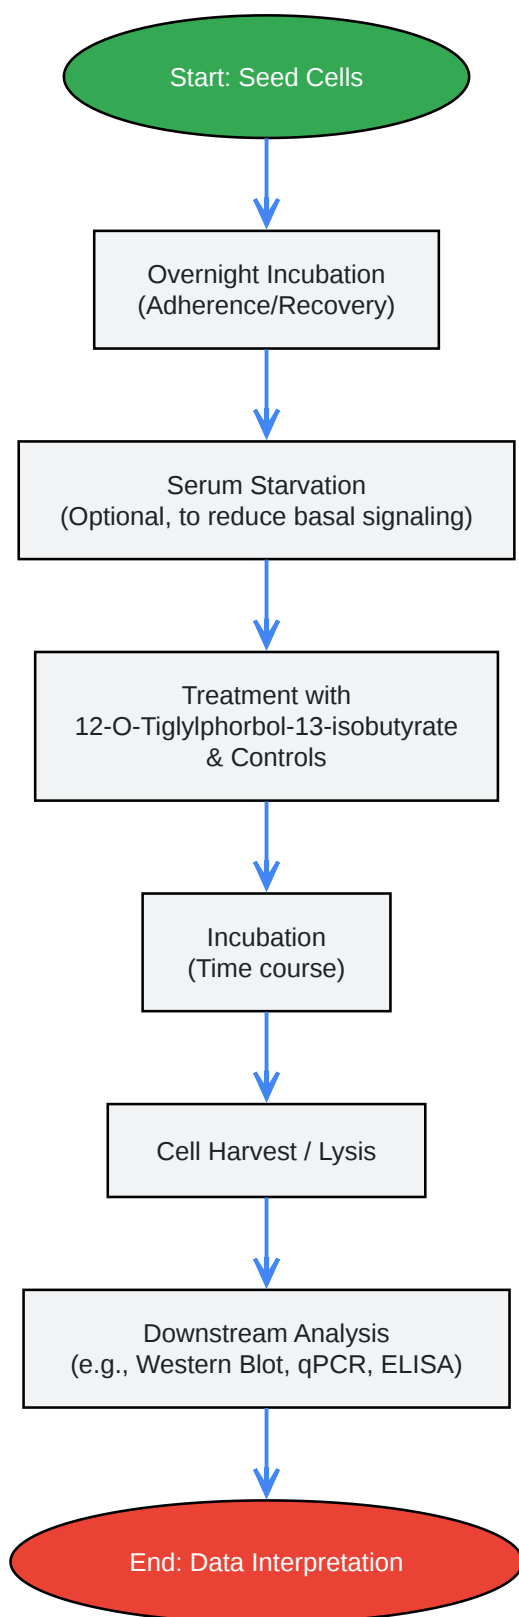 Start: Seed Cells
Overnight Incubation
(Adherence/Recovery)
Serum Starvation
(Optional, to reduce basal signaling)
Treatment with
12-O-Tiglylphorbol-13-isobutyrate
& Controls
Incubation
(Time course)
Cell Harvest / Lysis
Downstream Analysis
(e.g., Western Blot, qPCR, ELISA)
End: Data Interpretation